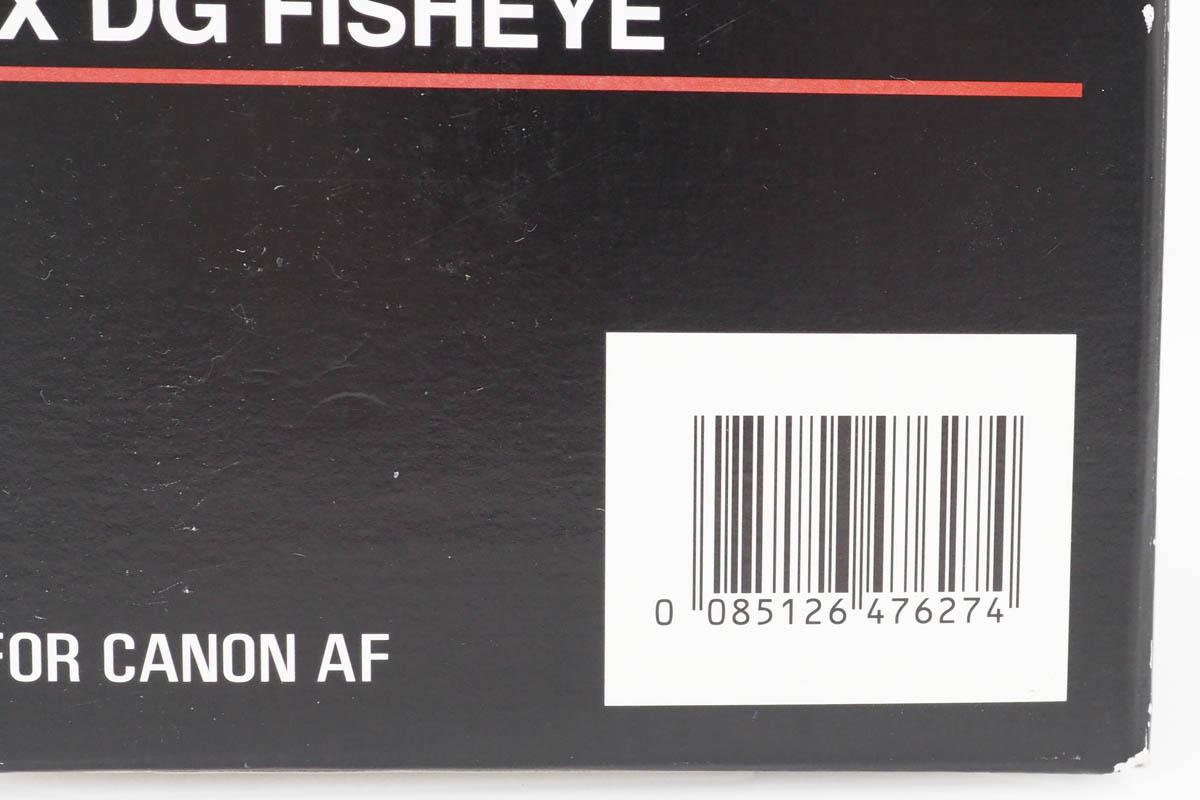 X DG FISHEYE
FOR CANON AF
0 085126 476274